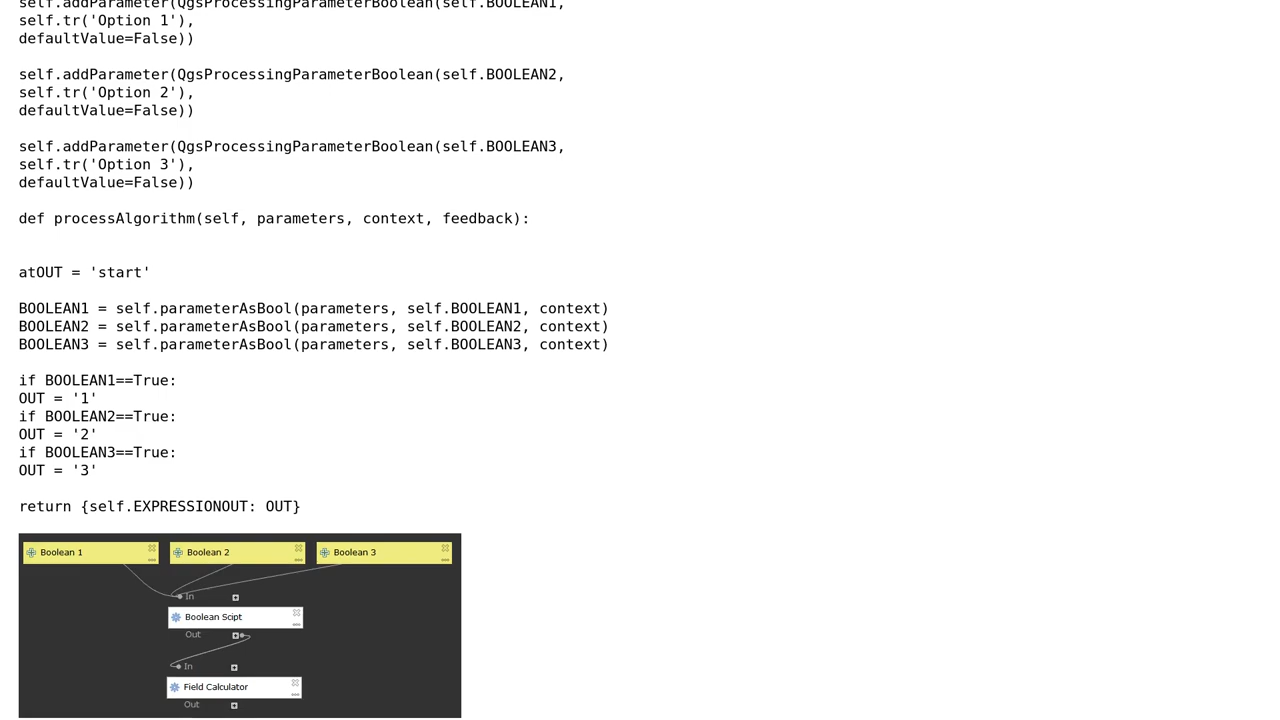 self.addParameter(QgsProcessingParameterBoolean(self.BOOLEAN1,
self.tr('Option 1'),
defaultValue=False))
self.addParameter(QgsProcessingParameterBoolean(self.BOOLEAN2,
self.tr('Option 2'),
defaultValue=False))
self.addParameter(QgsProcessingParameterBoolean(self.BOOLEAN3,
self.tr('Option 3'),
defaultValue=False))
def processAlgorithm(self, parameters, context, feedback):
atOUT = 'start'
BOOLEAN1 = self.parameterAsBool(parameters, self.BOOLEAN1, context)
BOOLEAN2 = self.parameterAsBool(parameters, self.BOOLEAN2, context)
BOOLEAN3 = self.parameterAsBool(parameters, self.BOOLEAN3, context)
if BOOLEAN1==True:
OUT = '1'
if BOOLEAN2==True:
OUT = '2'
if BOOLEAN3==True:
OUT = '3'
return {self.EXPRESSIONOUT: OUT}
Boolean 1 Boolean 2 Boolean 3
In
Boolean Scipt
Out
In
Field Calculator
Out